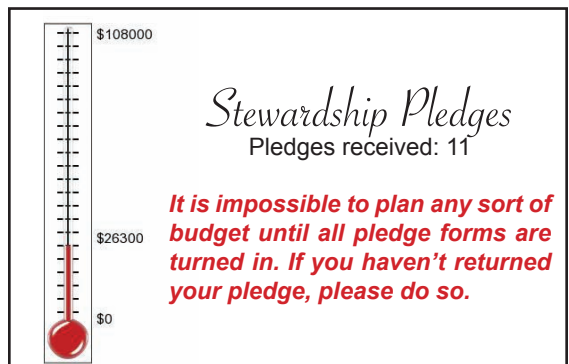 $108000
Stewardship Pledges
Pledges received: 11
It is impossible to plan any sort of
budget until all pledge forms are
turned in. If you haven’t returned
your pledge, please do so.
$26300
$0